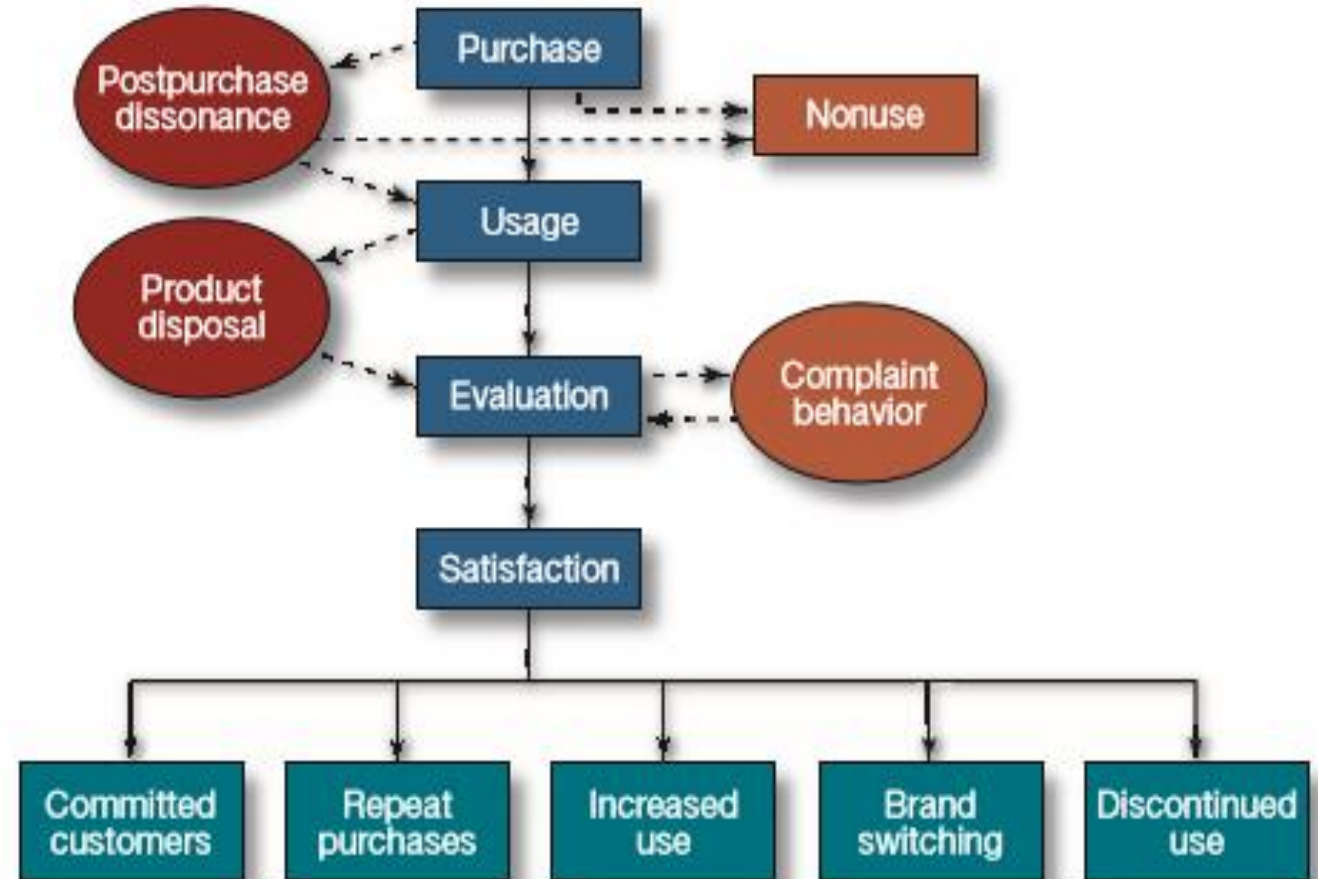 Purchase
Postpurchase
dissonance
Nonuse
Usage
Product
disposal
Evaluation
Complaint
behavior
Satisfaction
Committed
customers
Repeat
purchases
Increased
use
Brand
switching
Discontinued
use